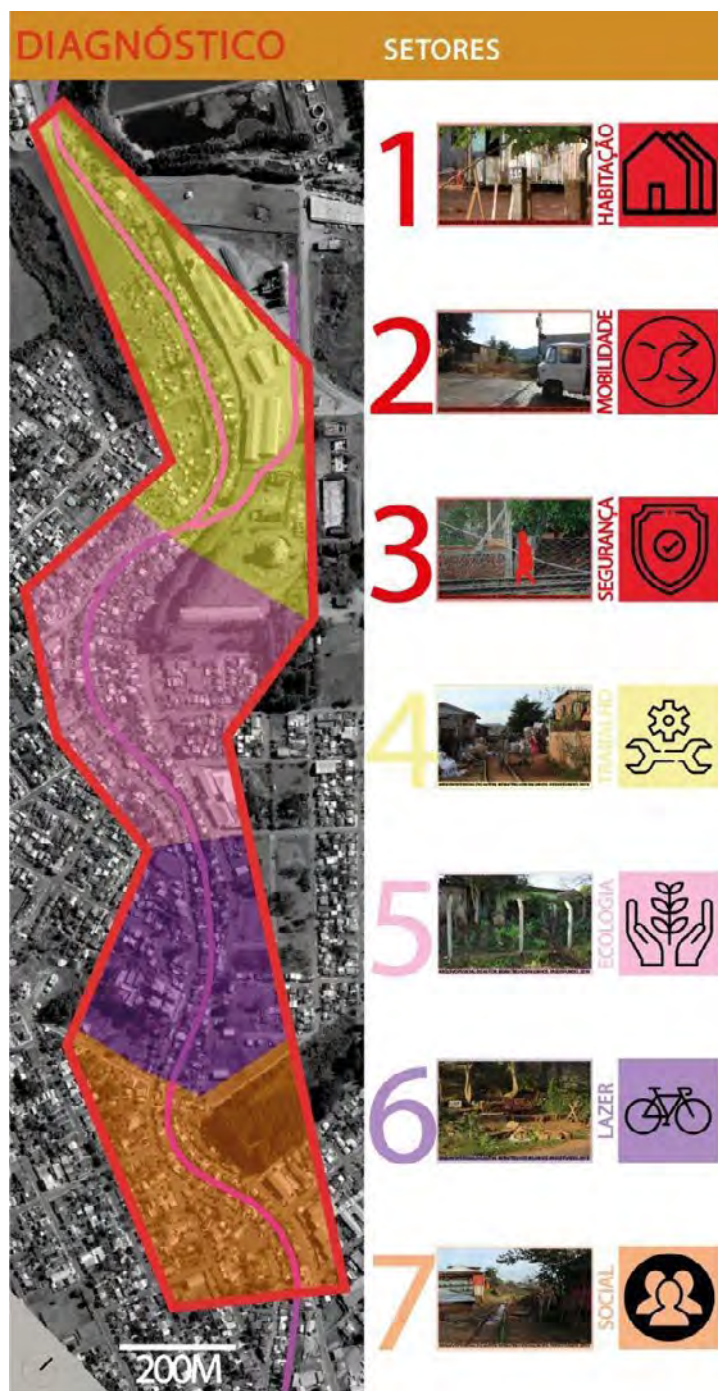 DIAGNÓSTICO SETORES
1
HABITAÇÃO
2
MOBILIDADE
3
SEGURANÇA
4
TRABALHO
5
ECOLOGIA
6
LAZER
7
SOCIAL
200M